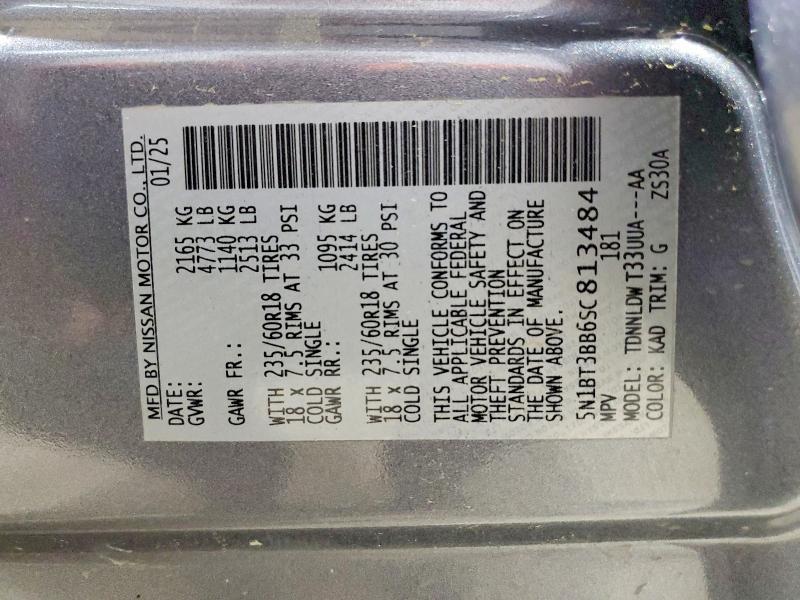 MFD BY NISSAN MOTOR CO., LTD.
DATE: 01/25
GVWR: 2165 KG
4773 LB
GAWR FR.: 1140 KG
2513 LB
WITH 235/60R18 TIRES
18 X 7.5 RIMS AT 33 PSI
COLD SINGLE
GAWR RR.: 1095 KG
2414 LB
WITH 235/60R18 TIRES
18 X 7.5 RIMS AT 30 PSI
COLD SINGLE
THIS VEHICLE CONFORMS TO
ALL APPLICABLE FEDERAL
MOTOR VEHICLE SAFETY AND
THEFT PREVENTION
STANDARDS IN EFFECT ON
THE DATE OF MANUFACTURE
SHOWN ABOVE.
5N1BT3BB6SC813484
MPV 181
MODEL: TDNNLDW T33UUA---AA
COLOR: KAD TRIM: G ZS30A